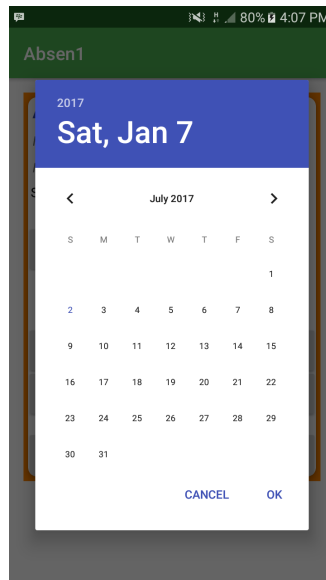 80% 4:07 PM
Absen1
2017
Sat, Jan 7
July 2017
S M T W T F S
1
2 3 4 5 6 7 8
9 10 11 12 13 14 15
16 17 18 19 20 21 22
23 24 25 26 27 28 29
30 31
CANCEL OK